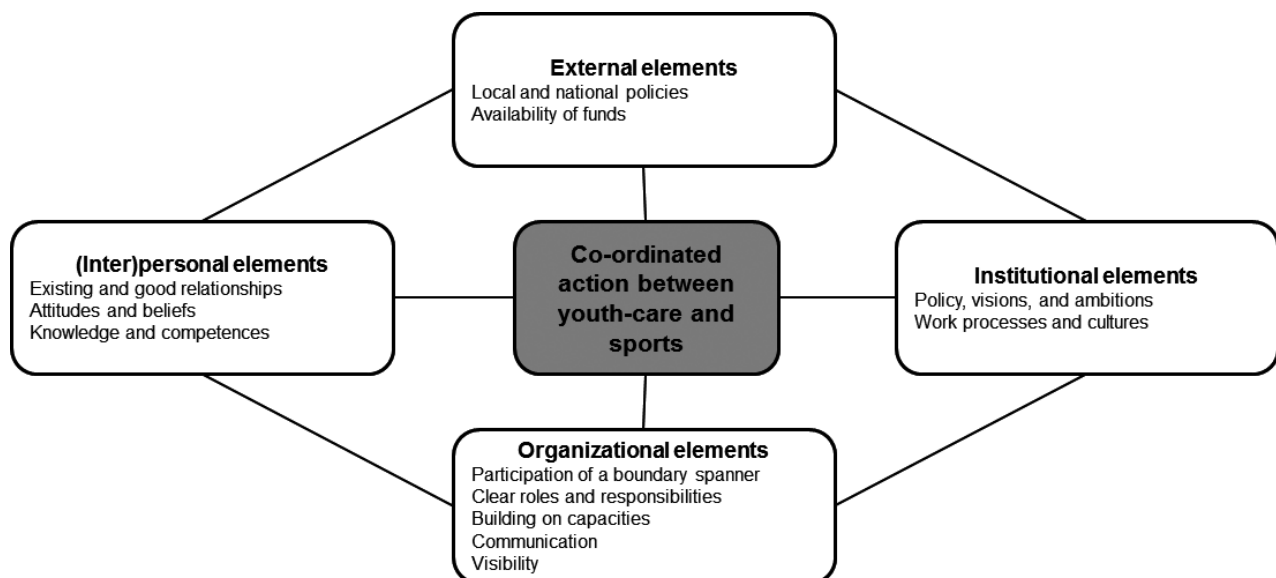 External elements
Local and national policies
Availability of funds
(Inter)personal elements
Existing and good relationships
Attitudes and beliefs
Knowledge and competences
Co-ordinated
action between
youth-care and
sports
Institutional elements
Policy, visions, and ambitions
Work processes and cultures
Organizational elements
Participation of a boundary spanner
Clear roles and responsibilities
Building on capacities
Communication
Visibility